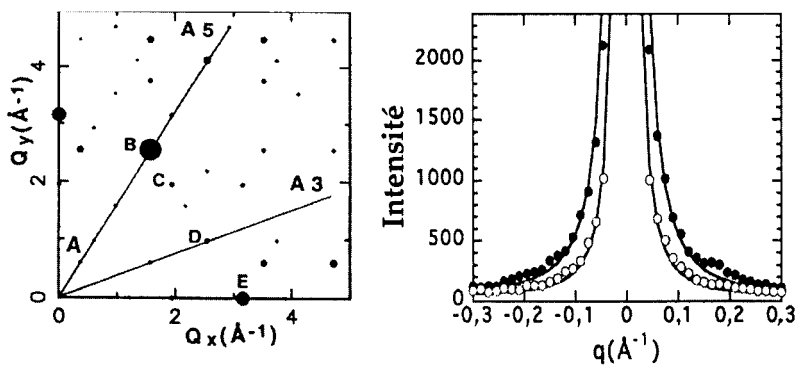 A 5
4
2
0
Qy(Å-1)
B
C
A 3
A
D
E
0 2 4
Qx(Å-1)
2000
1500
1000
500
0
Intensité
-0,3 -0,2 -0,1 0 0,1 0,2 0,3
q(Å-1)